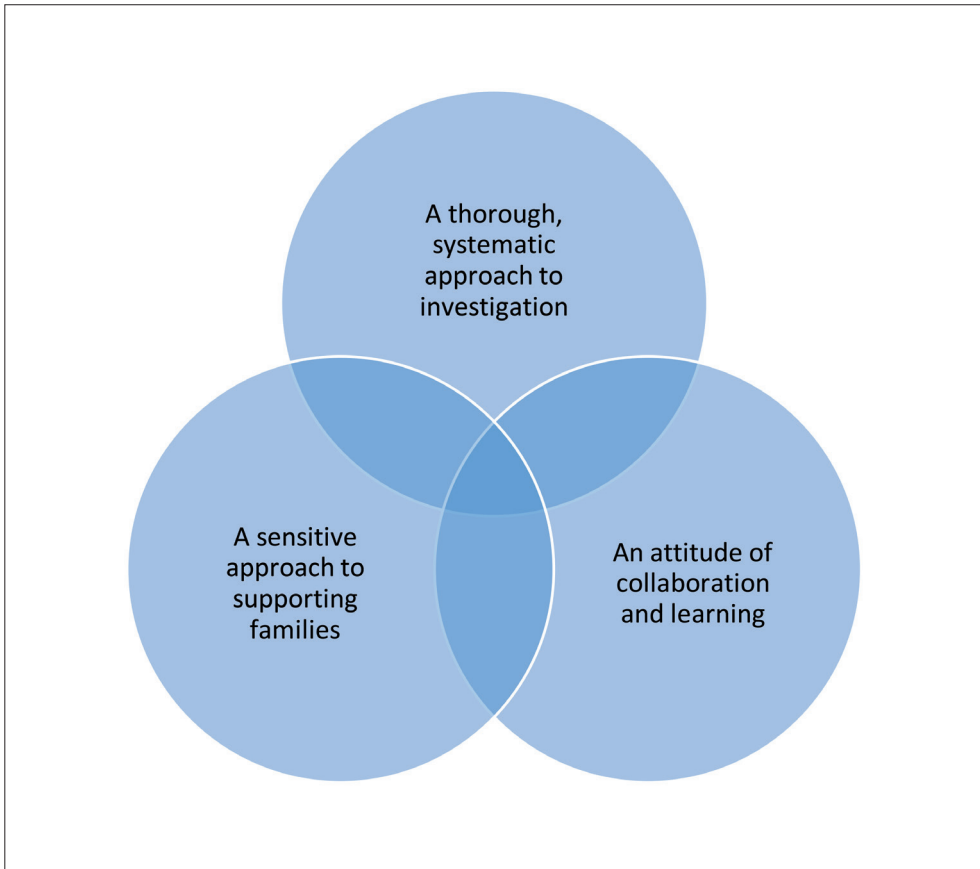 A thorough,
systematic
approach to
investigation
A sensitive
approach to
supporting
families
An attitude of
collaboration
and learning